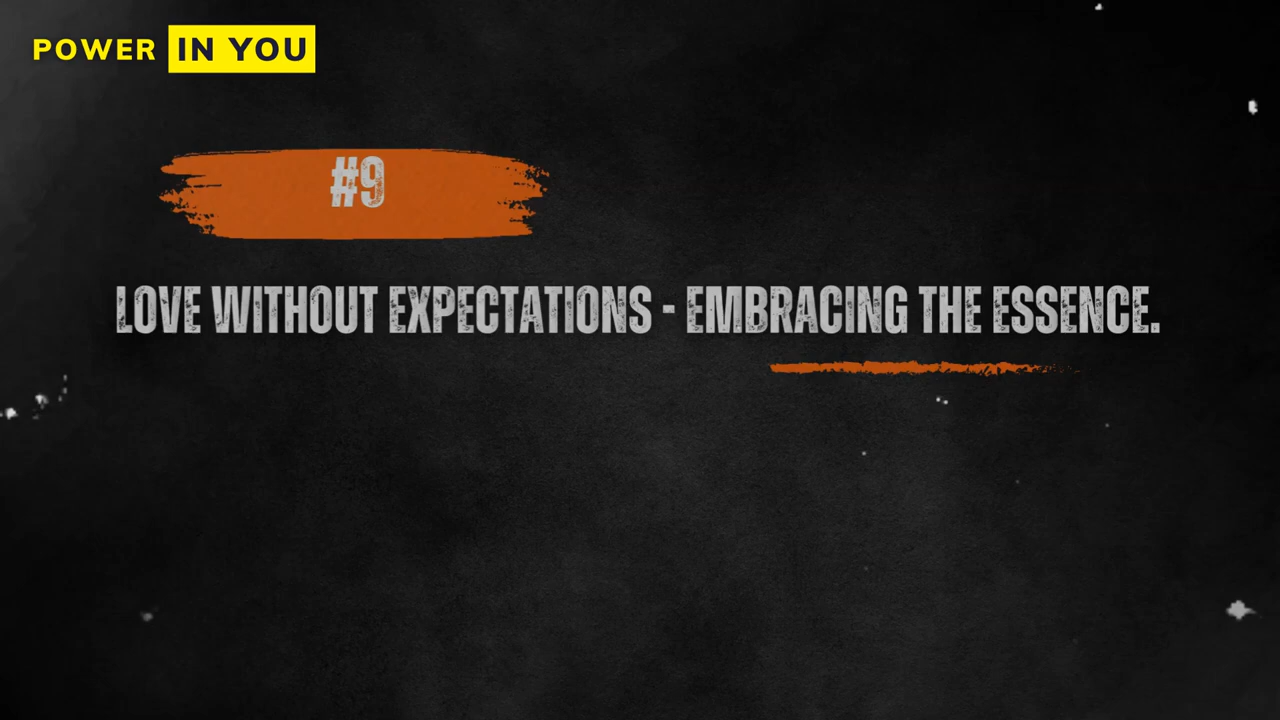 POWER IN YOU
#9
LOVE WITHOUT EXPECTATIONS - EMBRACING THE ESSENCE.